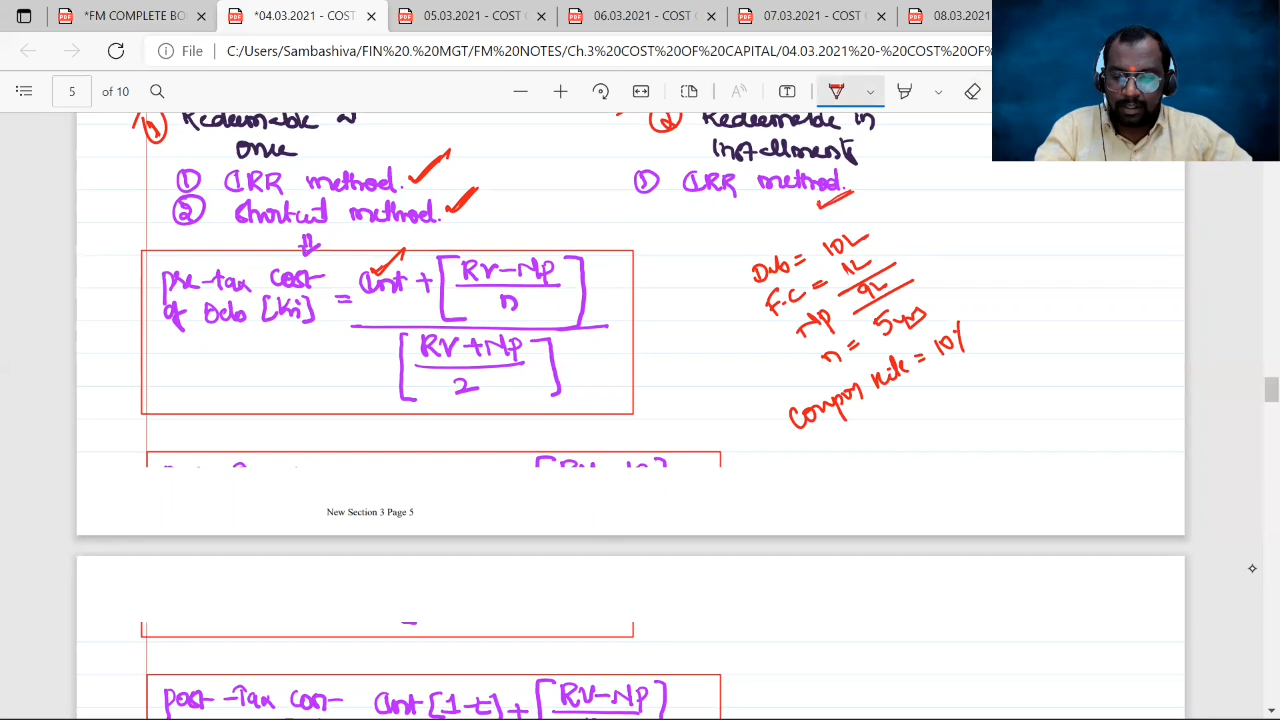 *FM COMPLETE BO
*04.03.2021 - COST C
05.03.2021 - COST C
06.03.2021 - COST C
07.03.2021 - COST C
08.03.2021
File
C:/Users/Sambashiva/FIN%20.%20MGT/FM%20NOTES/Ch.3%20COST%20OF%20CAPITAL/04.03.2021%20-%20COST%20OF%
5 of 10
Redeemable at
once
① IRR method.
② Shortcut method.
Redeemable in
installments
① IRR method.
pre-tax cost
of Debs [Ki] = Int + [RV-Np / n]
[RV+Np / 2]
Deb = 10L
F.C = 1L
Np 9L
n = 5 yrs
Coupon Rate = 10%
New Section 3 Page 5
post-Tax cost Int [1-t] + [RV-Np